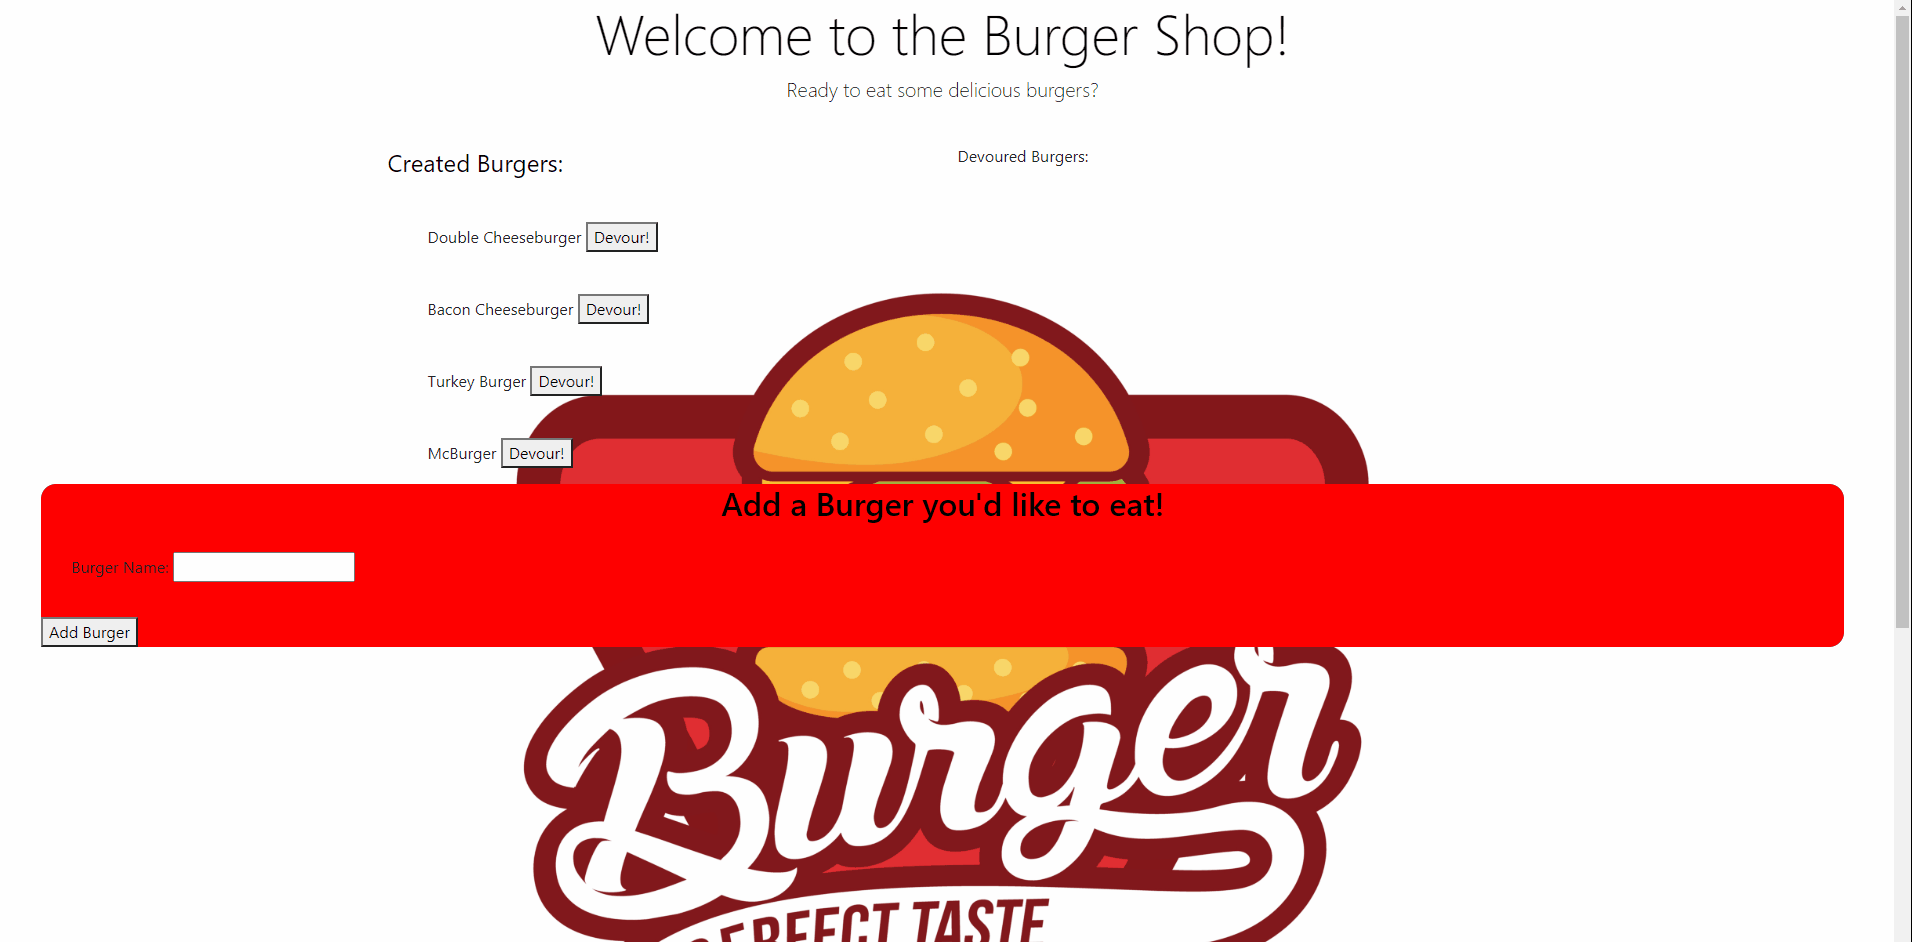 Welcome to the Burger Shop!
Ready to eat some delicious burgers?
Created Burgers:
Devoured Burgers:
Double Cheeseburger Devour!
Bacon Cheeseburger Devour!
Turkey Burger Devour!
McBurger Devour!
Add a Burger you'd like to eat!
Burger Name:
Add Burger
Burger
PERFECT TASTE